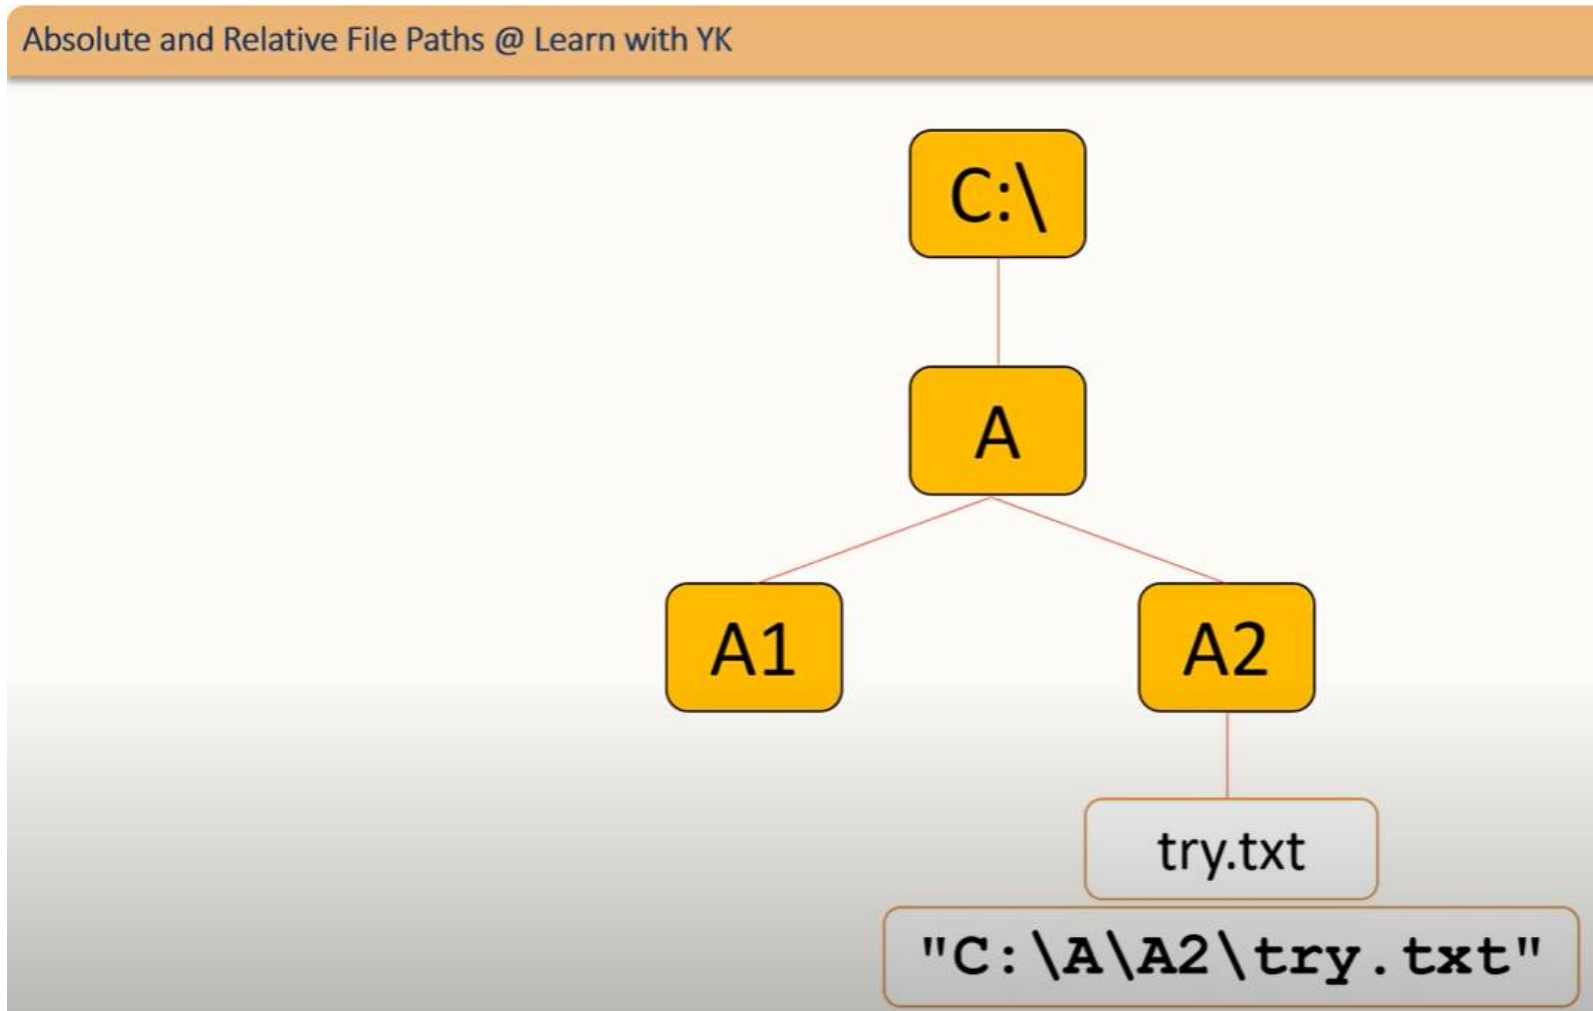 Absolute and Relative File Paths @ Learn with YK
C:\
A
A1 A2
try.txt
"C:\A\A2\try.txt"